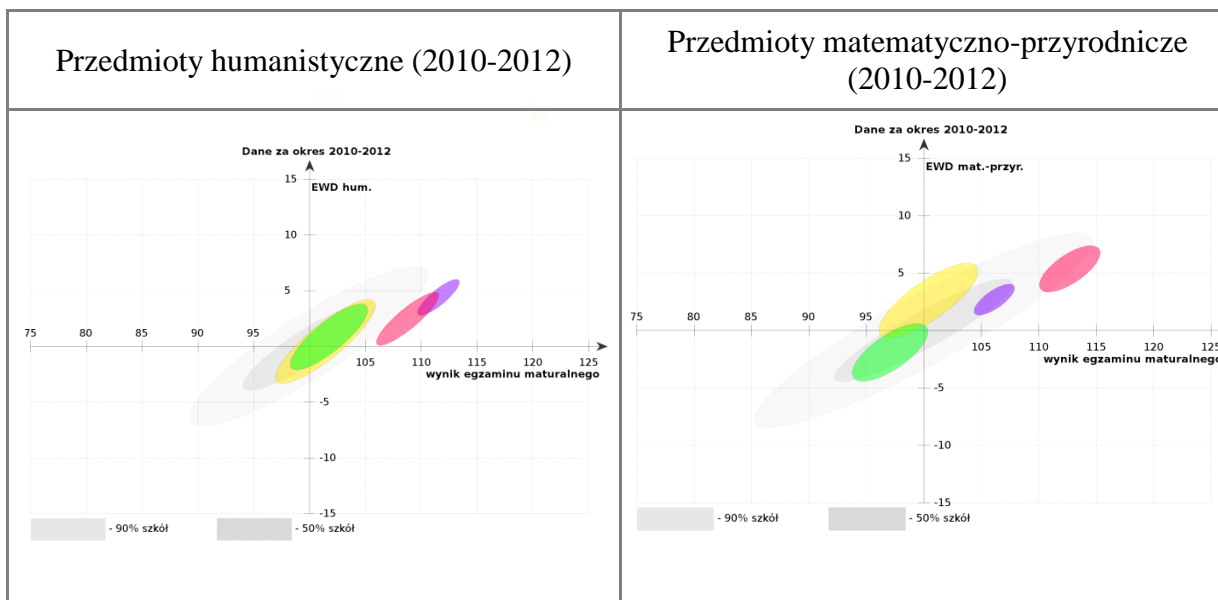 Przedmioty humanistyczne (2010-2012)
Przedmioty matematyczno-przyrodnicze
(2010-2012)
Dane za okres 2010-2012
15
EWD hum.
10
5
75 80 85 90 95
105 110 115 120 125
wynik egzaminu maturalnego
-5
-10
-15
- 90% szkół
- 50% szkół
Dane za okres 2010-2012
15
EWD mat.-przyr.
10
5
75 80 85 90 95
105 110 115 120 125
wynik egzaminu maturalnego
-5
-10
-15
- 90% szkół
- 50% szkół